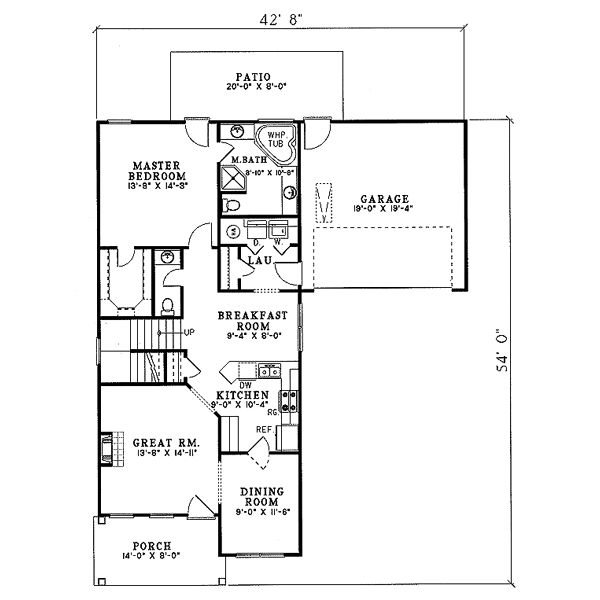 42' 8"
PATIO
20'-0" X 8'-0"
WHP.
TUB
M.BATH
8'-10" X 10'-8"
MASTER
BEDROOM
13'-8" X 14'-3"
GARAGE
19'-0" X 19'-4"
D.
W.
LAU
BREAKFAST
ROOM
9'-4" X 8'-0"
UP
54' 0"
DW
KITCHEN
9'-0" X 10'-4"
RG.
REF.
GREAT RM.
13'-8" X 14'-11"
DINING
ROOM
9'-0" X 11'-6"
PORCH
14'-0" X 8'-0"